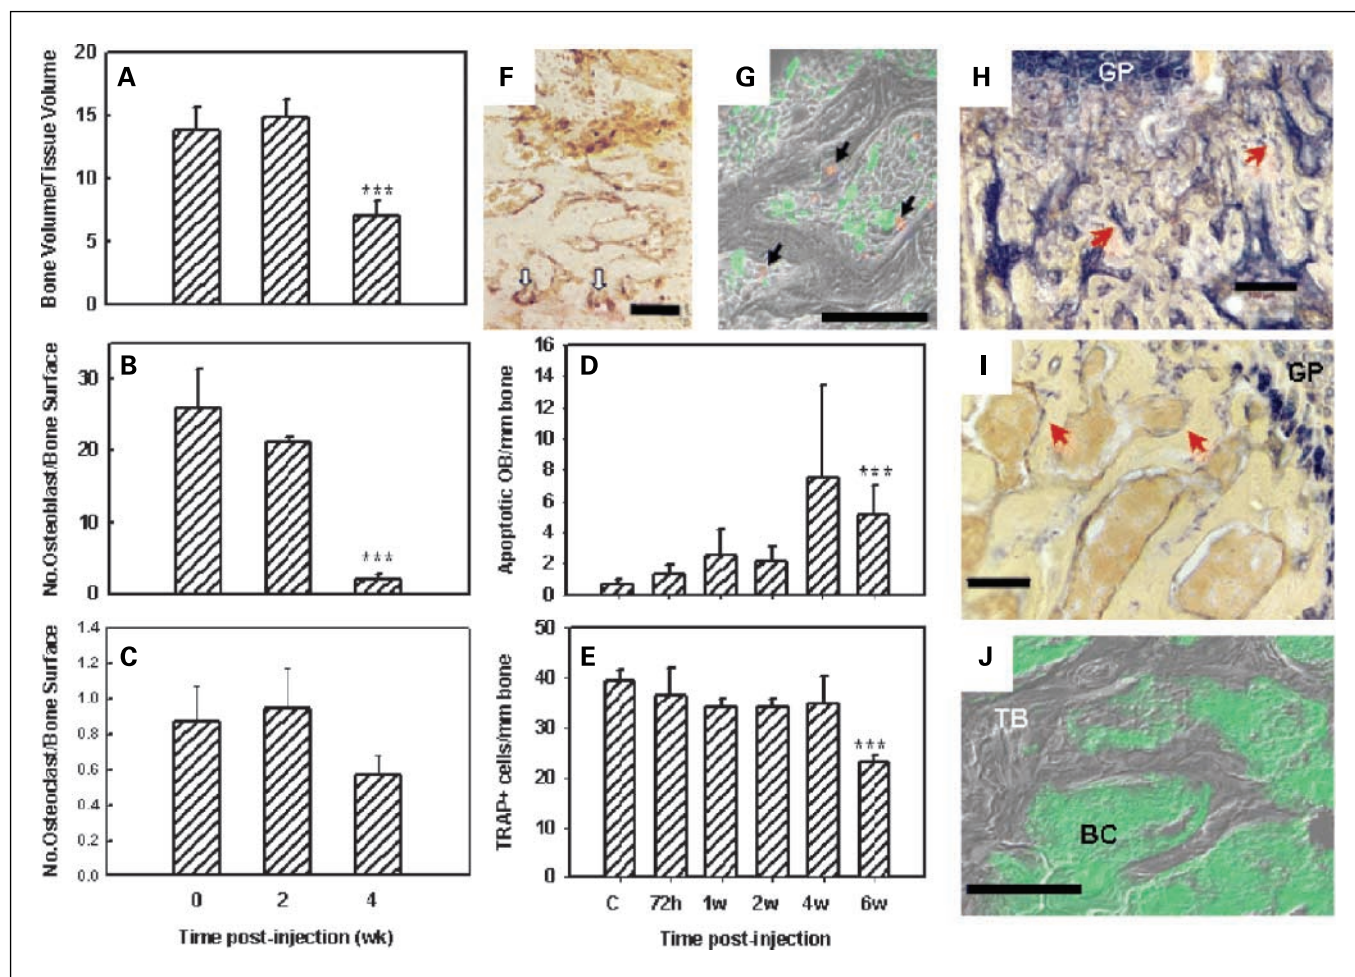 A
Bone Volume/Tissue Volume
20
15
10
5
0
***
B
No.Osteoblast/Bone Surface
30
20
10
0
***
C
No.Osteoclast/Bone Surface
1.4
1.2
1.0
0.8
0.6
0.4
0.2
0.0
0 2 4
Time post-injection (wk)
F
G
H
GP
D
Apoptotic OB/mm bone
16
14
12
10
8
6
4
2
0
***
E
TRAP+ cells/mm bone
50
40
30
20
10
0
***
C 72h 1w 2w 4w 6w
Time post-injection
I
GP
J
TB
BC